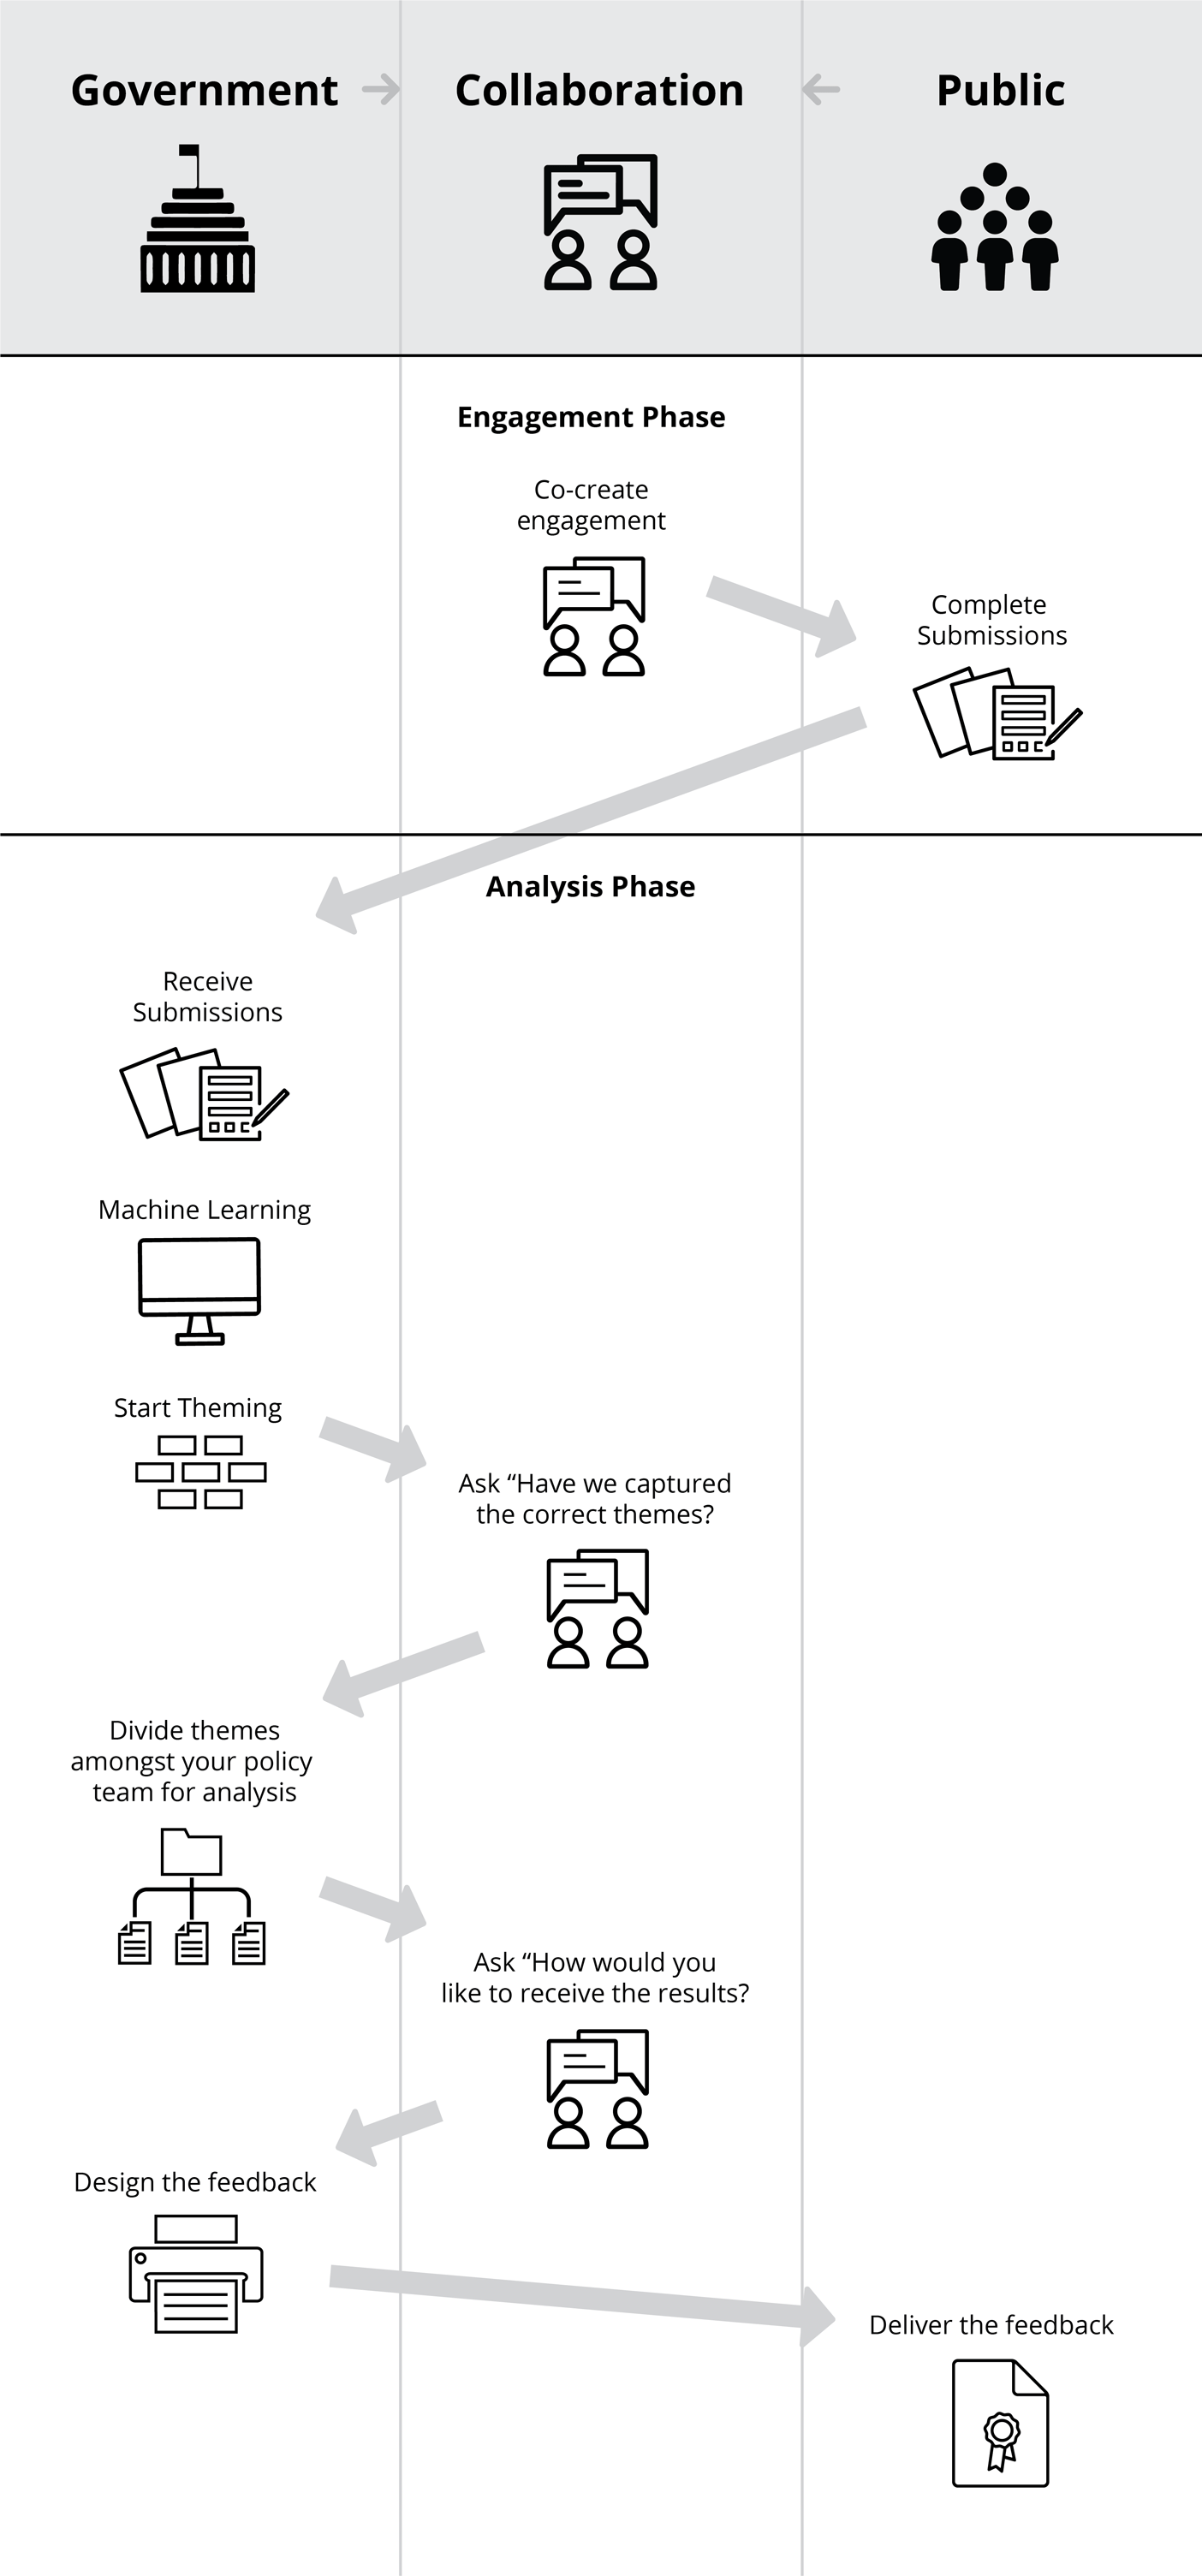 Government
Collaboration
Public
Engagement Phase
Co-create
engagement
Complete
Submissions
Analysis Phase
Receive
Submissions
Machine Learning
Start Theming
Ask “Have we captured
the correct themes?
Divide themes
amongst your policy
team for analysis
Ask “How would you
like to receive the results?
Design the feedback
Deliver the feedback